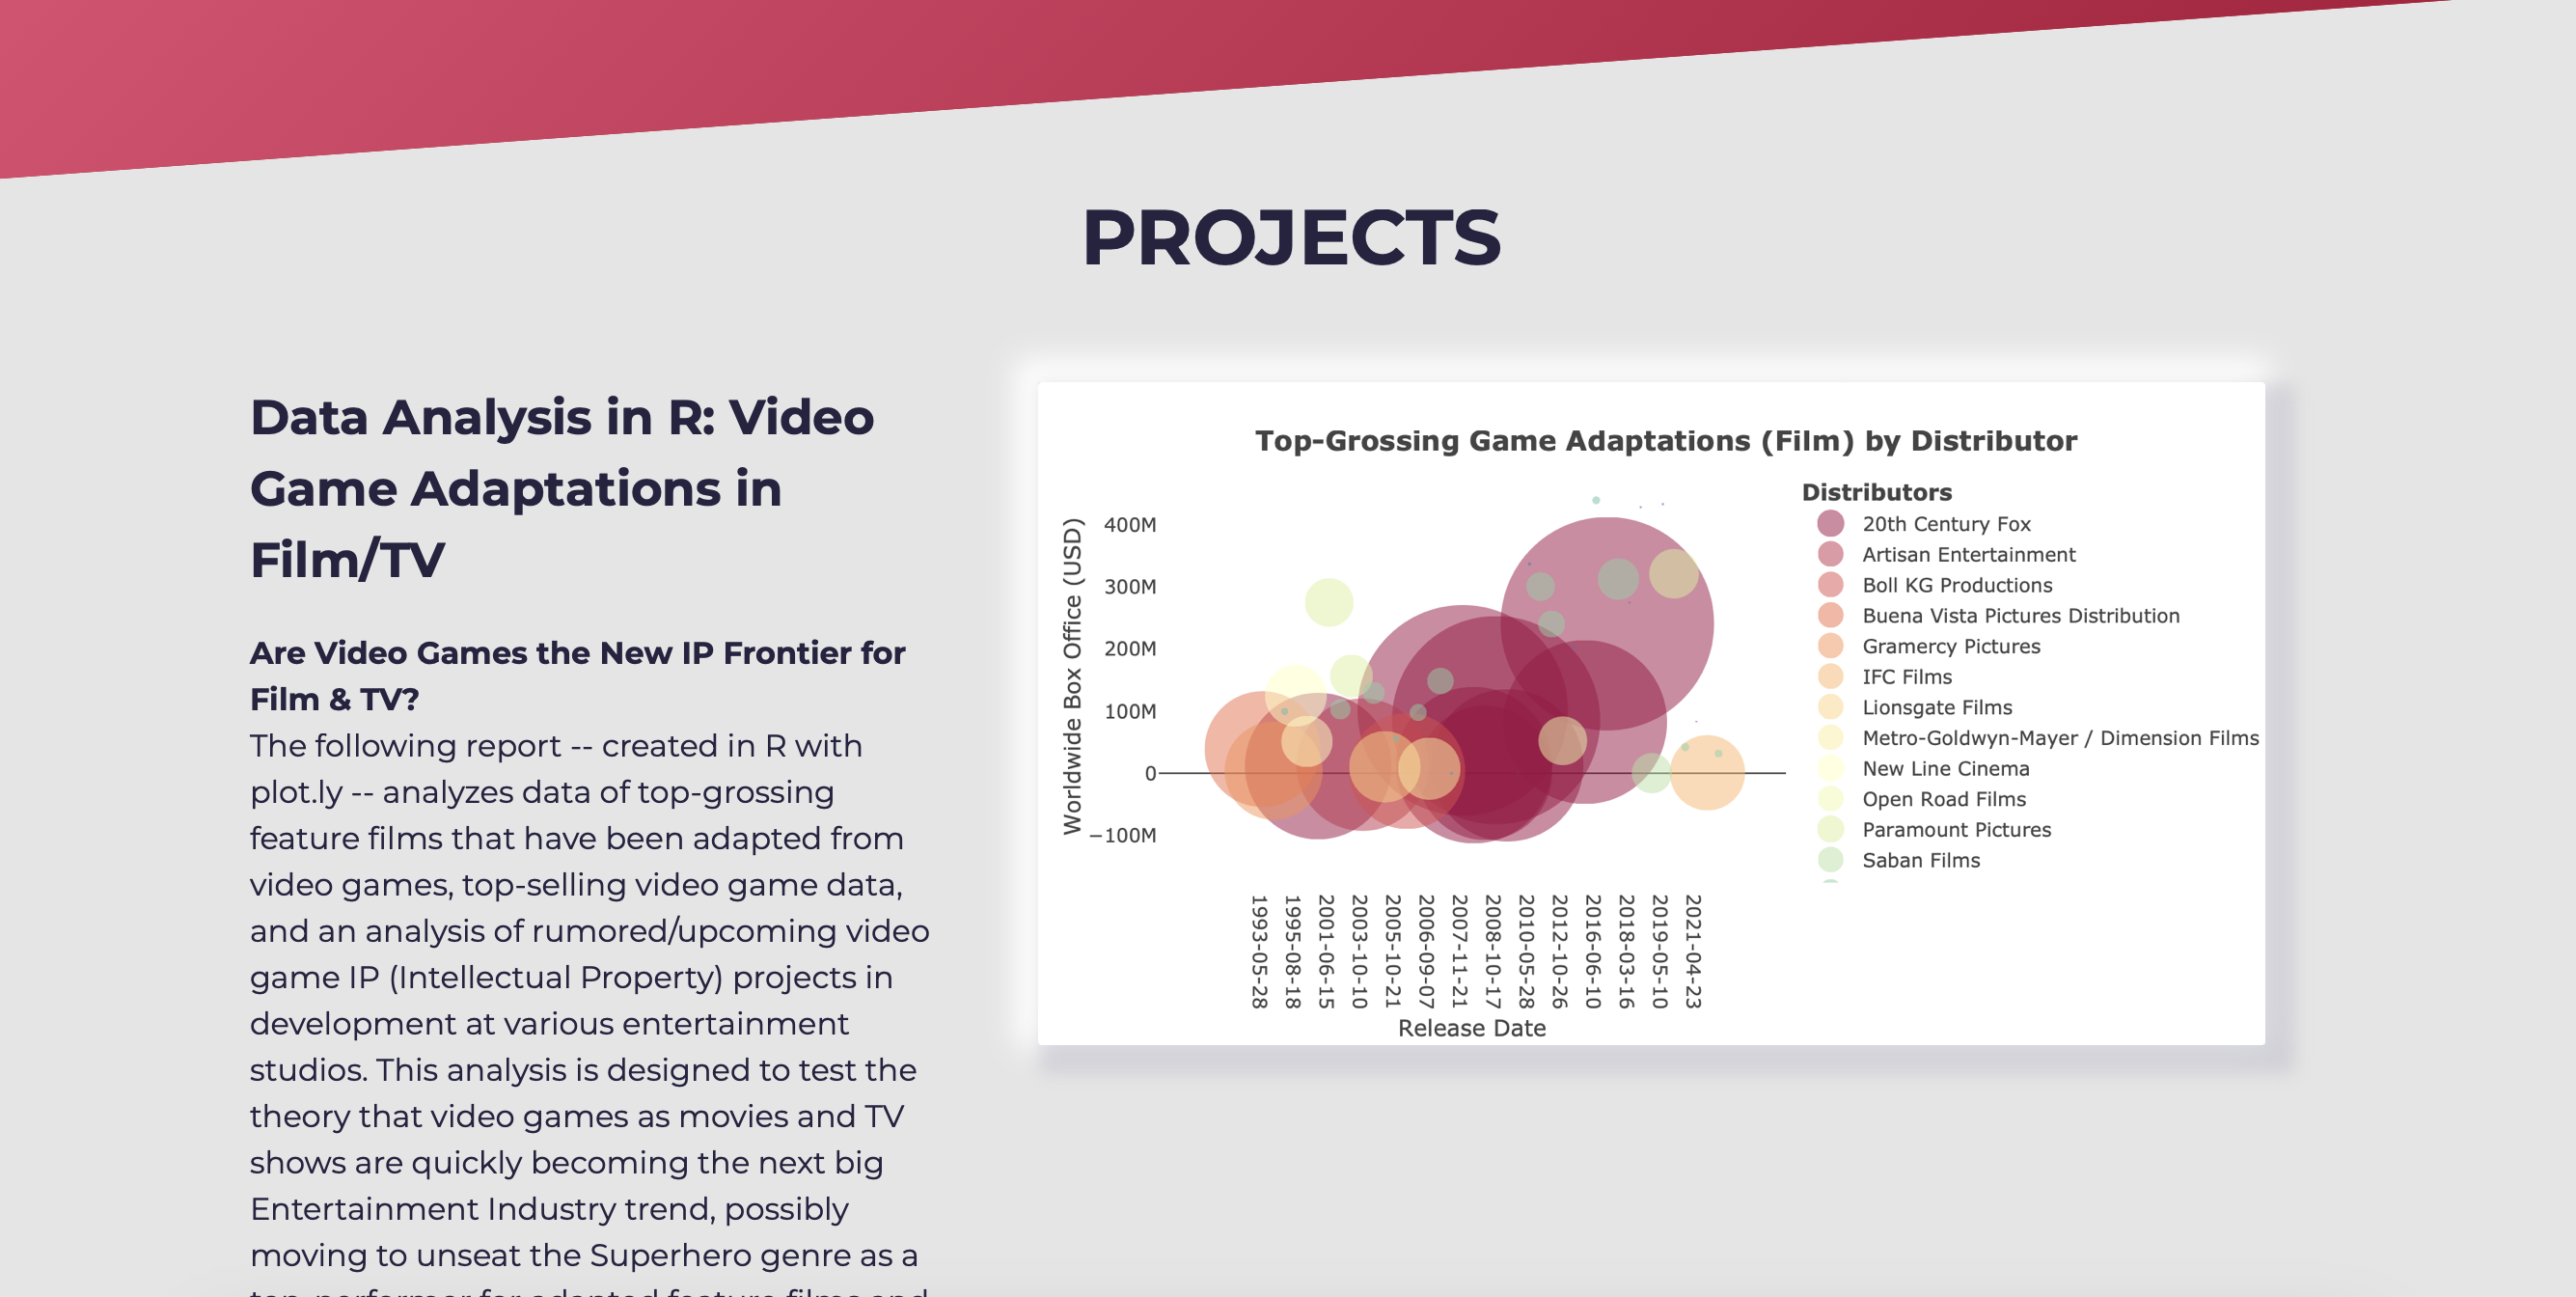 PROJECTS
Data Analysis in R: Video
Game Adaptations in
Film/TV
Are Video Games the New IP Frontier for
Film & TV?
The following report -- created in R with
plot.ly -- analyzes data of top-grossing
feature films that have been adapted from
video games, top-selling video game data,
and an analysis of rumored/upcoming video
game IP (Intellectual Property) projects in
development at various entertainment
studios. This analysis is designed to test the
theory that video games as movies and TV
shows are quickly becoming the next big
Entertainment Industry trend, possibly
moving to unseat the Superhero genre as a
top-performer for adapted feature films and
Top-Grossing Game Adaptations (Film) by Distributor
Worldwide Box Office (USD)
400M
300M
200M
100M
0
−100M
1993-05-28
1995-08-18
2001-06-15
2003-10-10
2005-10-21
2006-09-07
2007-11-21
2008-10-17
2010-05-28
2012-10-26
2016-06-10
2018-03-16
2019-05-10
2021-04-23
Release Date
Distributors
20th Century Fox
Artisan Entertainment
Boll KG Productions
Buena Vista Pictures Distribution
Gramercy Pictures
IFC Films
Lionsgate Films
Metro-Goldwyn-Mayer / Dimension Films
New Line Cinema
Open Road Films
Paramount Pictures
Saban Films